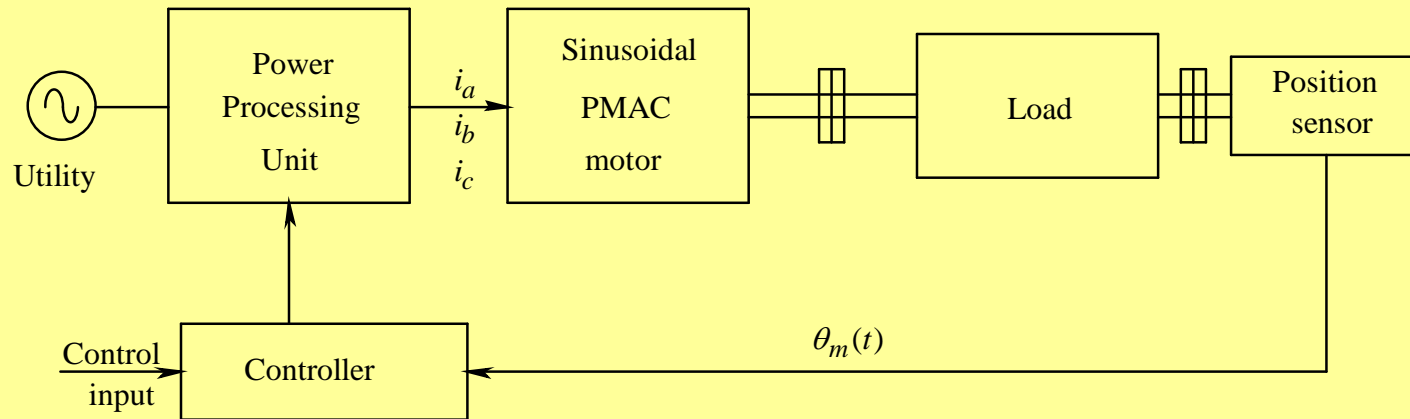 Power
Processing
Unit
Utility
i_a
i_b
i_c
Sinusoidal
PMAC
motor
Load
Position
sensor
Control
input
Controller
θ_m(t)